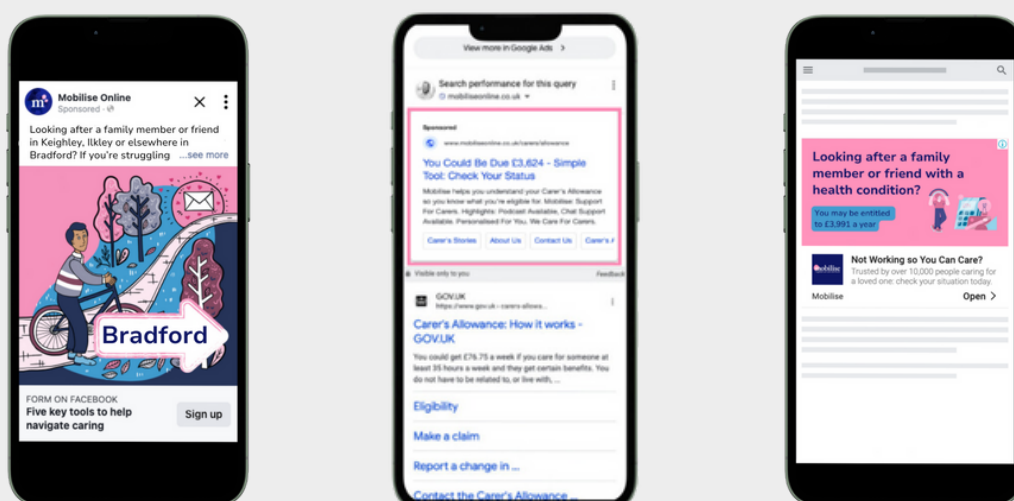 m
Mobilise Online
Sponsored ·
Looking after a family member or friend
in Keighley, Ilkley or elsewhere in
Bradford? If you're struggling ...see more
Bradford
FORM ON FACEBOOK
Five key tools to help
navigate caring
Sign up
View more in Google Ads >
Search performance for this query
mobiliseonline.co.uk
Sponsored
www.mobiliseonline.co.uk/carers/allowance
You Could Be Due £3,624 - Simple
Tool: Check Your Status
Mobilise helps you understand your Carer's Allowance
so you know what you're eligible for. Mobilise: Support
For Carers. Highlights: Podcast Available, Chat Support
Available, Personalised For You, We Care For Carers.
Carer's Stories About Us Contact Us Carer's A
Visible only to you Feedback
GOV.UK
https://www.gov.uk › carers-allowa...
Carer's Allowance: How it works -
GOV.UK
You could get £76.75 a week if you care for someone at
least 35 hours a week and they get certain benefits. You
do not have to be related to, or live with, ...
Eligibility
Make a claim
Report a change in ...
Contact the Carer's Allowance ...
Looking after a family
member or friend with a
health condition?
You may be entitled
to £3,991 a year
mobilise
Not Working so You Can Care?
Trusted by over 10,000 people caring for
a loved one: check your situation today.
Mobilise
Open >